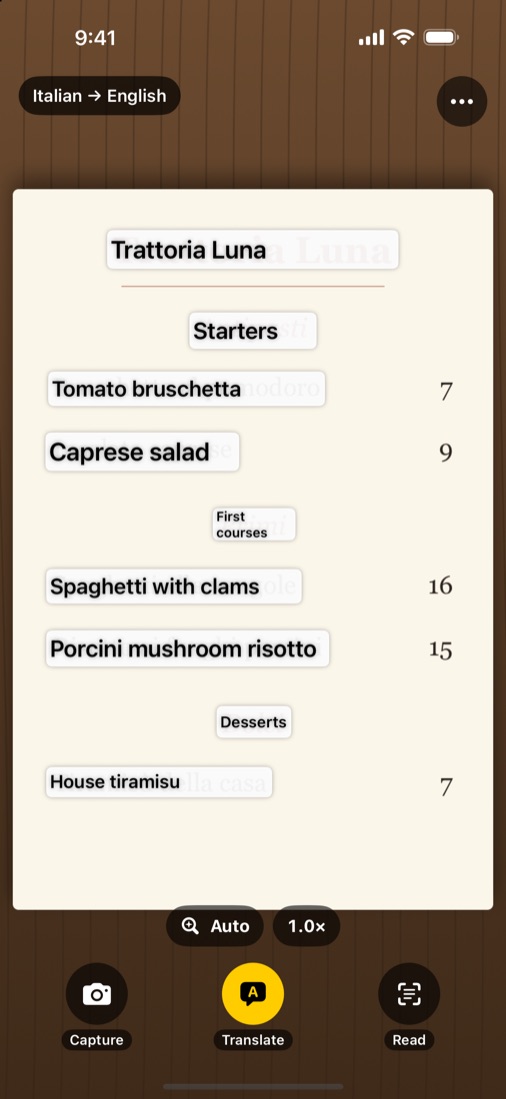 9:41
Italian → English
Trattoria Luna
Starters
Tomato bruschetta 7
Caprese salad 9
First
courses
Spaghetti with clams 16
Porcini mushroom risotto 15
Desserts
House tiramisu 7
Auto 1.0×
A
Capture Translate Read